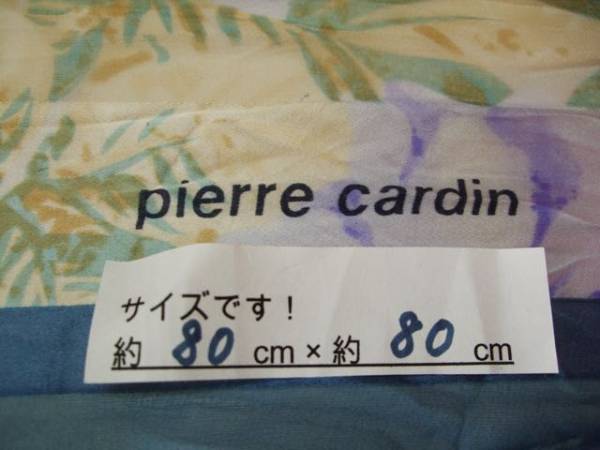 pierre cardin
サイズです！
約 80 cm × 約 80 cm